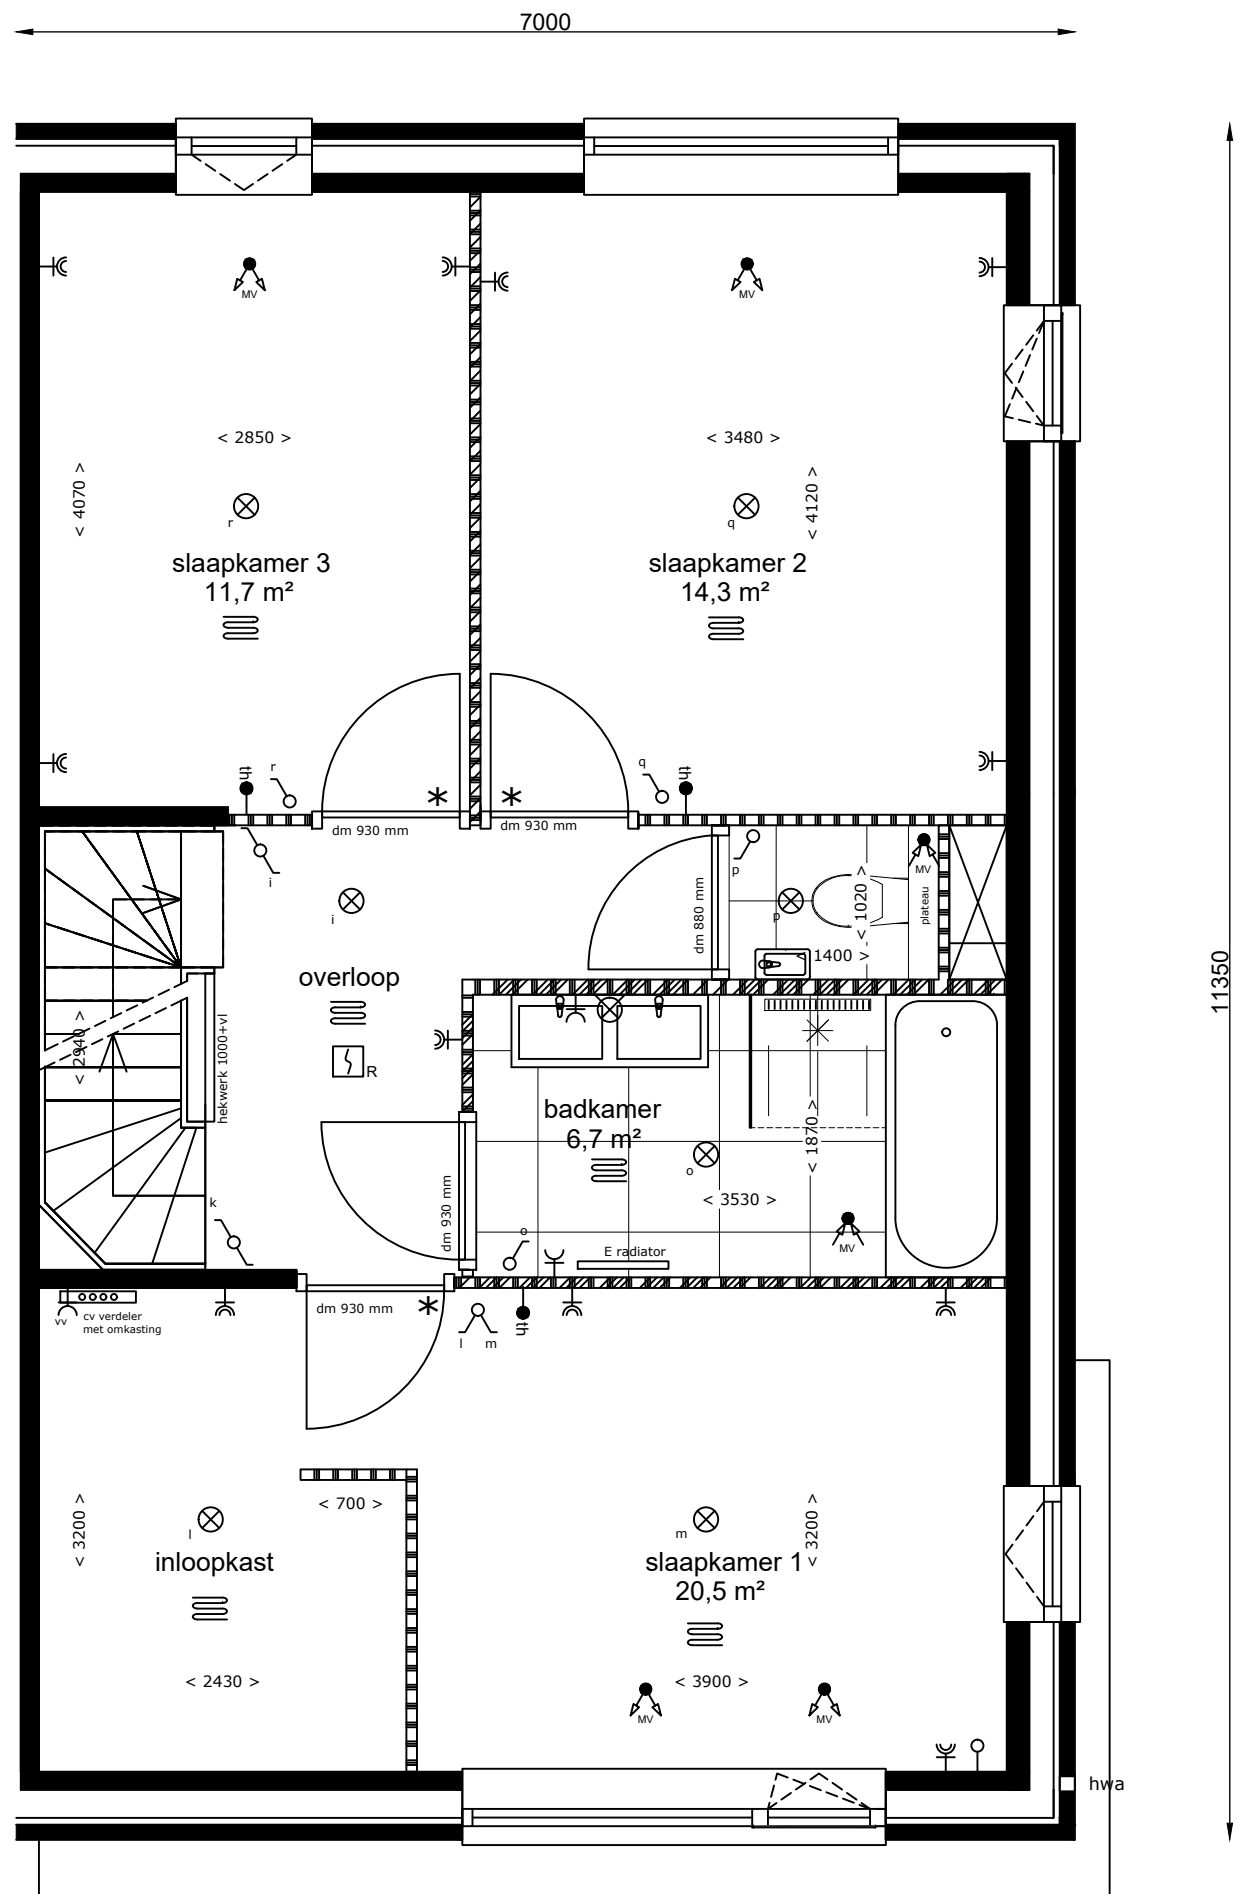 7000
MV
MV
< 2850 >
< 3480 >
< 4070 >
< 4120 >
r
q
slaapkamer 3
11,7 m²
slaapkamer 2
14,3 m²
th
r
q
th
dm 930 mm
dm 930 mm
i
p
MV
i
p
< 1020 >
plateau
dm 880 mm
< 1400 >
overloop
11350
< 2940 >
hekwerk 1000+vl
R
badkamer
6,7 m²
< 1870 >
o
< 3530 >
k
dm 930 mm
o
MV
E radiator
vv
cv verdeler
met omkasting
dm 930 mm
l
m
th
< 3200 >
< 700 >
< 3200 >
l
m
inloopkast
slaapkamer 1
20,5 m²
< 2430 >
< 3900 >
MV
MV
hwa